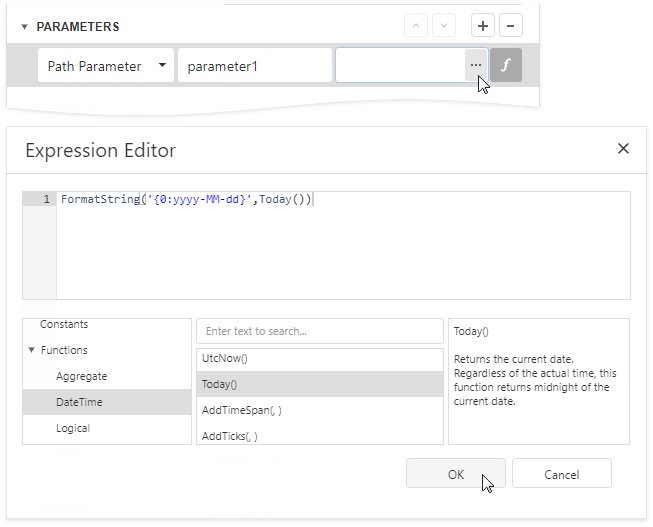 PARAMETERS
Path Parameter parameter1 ... f
Expression Editor
1 FormatString('{0:yyyy-MM-dd}',Today())
Constants
Functions
Aggregate
DateTime
Logical
Enter text to search...
UtcNow()
Today()
AddTimeSpan(, )
AddTicks(, )
Today()
Returns the current date.
Regardless of the actual time, this
function returns midnight of the
current date.
OK Cancel